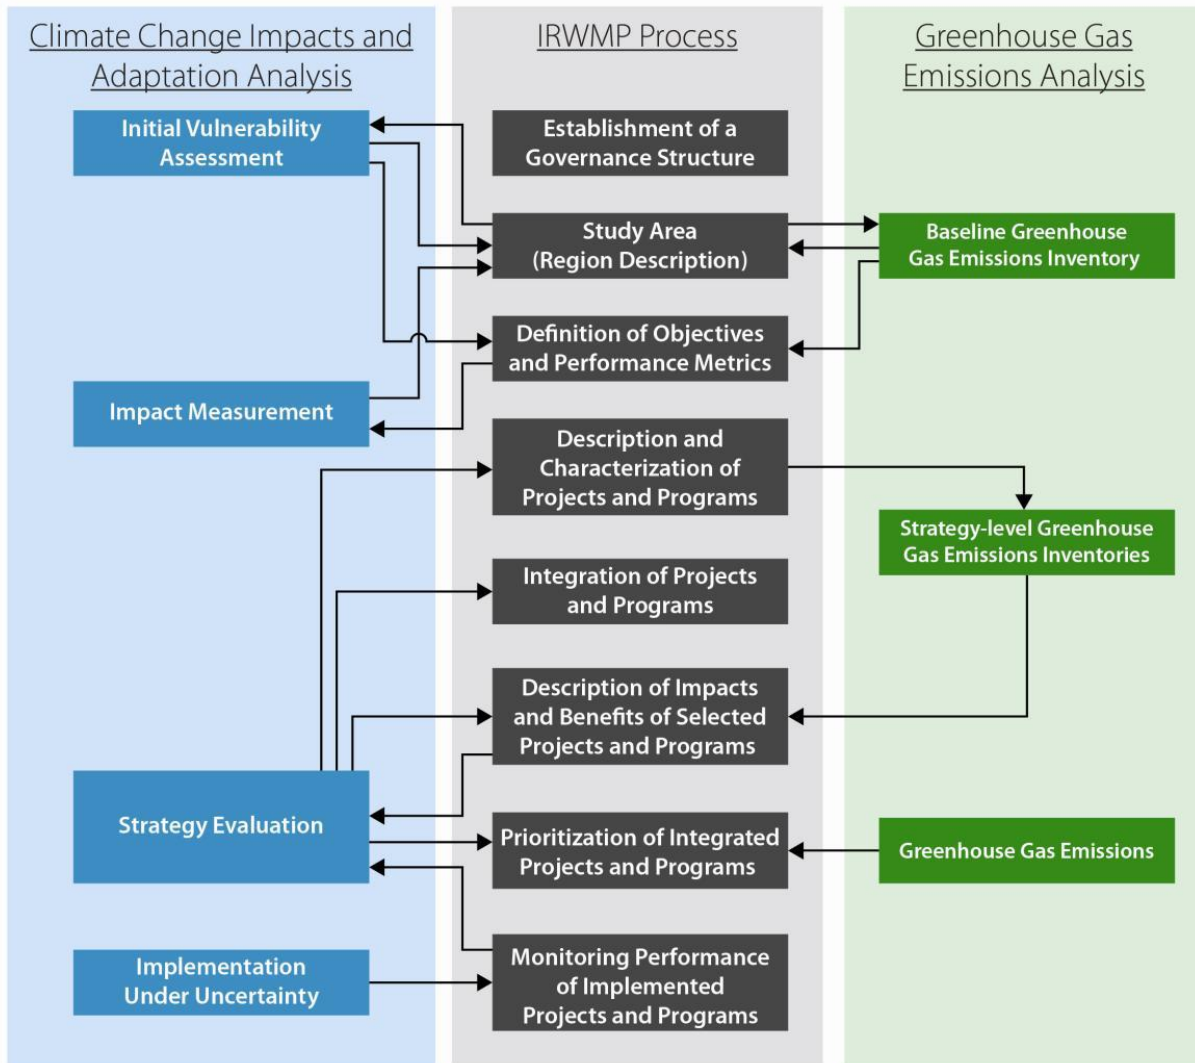 Climate Change Impacts and
Adaptation Analysis
Initial Vulnerability
Assessment
Impact Measurement
Strategy Evaluation
Implementation
Under Uncertainty
IRWMP Process
Establishment of a
Governance Structure
Study Area
(Region Description)
Definition of Objectives
and Performance Metrics
Description and
Characterization of
Projects and Programs
Integration of Projects
and Programs
Description of Impacts
and Benefits of Selected
Projects and Programs
Prioritization of Integrated
Projects and Programs
Monitoring Performance
of Implemented
Projects and Programs
Greenhouse Gas
Emissions Analysis
Baseline Greenhouse
Gas Emissions Inventory
Strategy-level Greenhouse
Gas Emissions Inventories
Greenhouse Gas Emissions